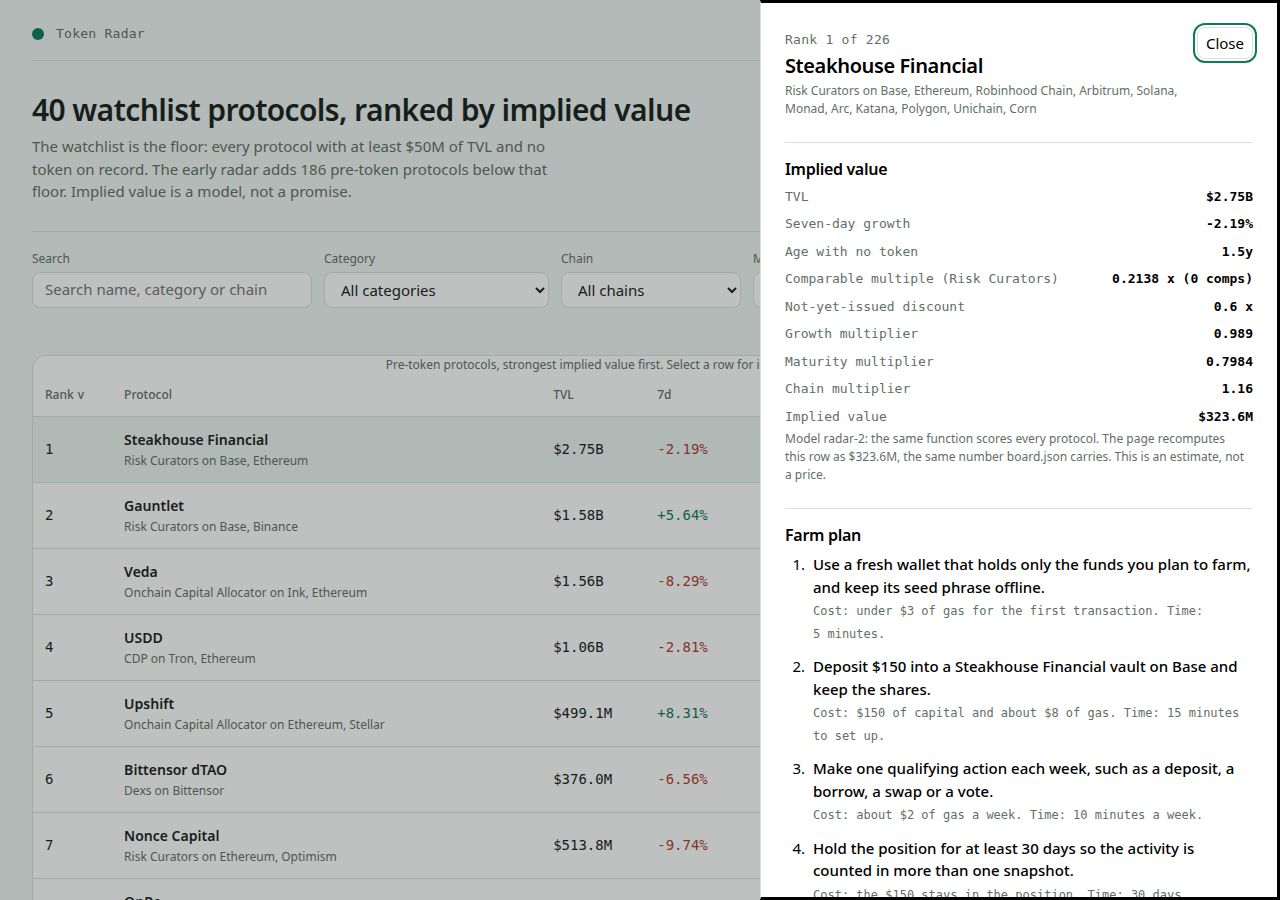 Token Radar
40 watchlist protocols, ranked by implied value
The watchlist is the floor: every protocol with at least $50M of TVL and no
token on record. The early radar adds 186 pre-token protocols below that
floor. Implied value is a model, not a promise.
Search
Category
Chain
Search name, category or chain
All categories
All chains
Pre-token protocols, strongest implied value first. Select a row for
Rank v
Protocol
TVL
7d
1
Steakhouse Financial
Risk Curators on Base, Ethereum
$2.75B
-2.19%
2
Gauntlet
Risk Curators on Base, Binance
$1.58B
+5.64%
3
Veda
Onchain Capital Allocator on Ink, Ethereum
$1.56B
-8.29%
4
USDD
CDP on Tron, Ethereum
$1.06B
-2.81%
5
Upshift
Onchain Capital Allocator on Ethereum, Stellar
$499.1M
+8.31%
6
Bittensor dTAO
Dexs on Bittensor
$376.0M
-6.56%
7
Nonce Capital
Risk Curators on Ethereum, Optimism
$513.8M
-9.74%
Rank 1 of 226
Close
Steakhouse Financial
Risk Curators on Base, Ethereum, Robinhood Chain, Arbitrum, Solana,
Monad, Arc, Katana, Polygon, Unichain, Corn
Implied value
TVL $2.75B
Seven-day growth -2.19%
Age with no token 1.5y
Comparable multiple (Risk Curators) 0.2138 x (0 comps)
Not-yet-issued discount 0.6 x
Growth multiplier 0.989
Maturity multiplier 0.7984
Chain multiplier 1.16
Implied value $323.6M
Model radar-2: the same function scores every protocol. The page recomputes
this row as $323.6M, the same number board.json carries. This is an estimate, not
a price.
Farm plan
1. Use a fresh wallet that holds only the funds you plan to farm,
and keep its seed phrase offline.
Cost: under $3 of gas for the first transaction. Time:
5 minutes.
2. Deposit $150 into a Steakhouse Financial vault on Base and
keep the shares.
Cost: $150 of capital and about $8 of gas. Time: 15 minutes
to set up.
3. Make one qualifying action each week, such as a deposit, a
borrow, a swap or a vote.
Cost: about $2 of gas a week. Time: 10 minutes a week.
4. Hold the position for at least 30 days so the activity is
counted in more than one snapshot.
Cost: the $150 stays in the position. Time: 30 days